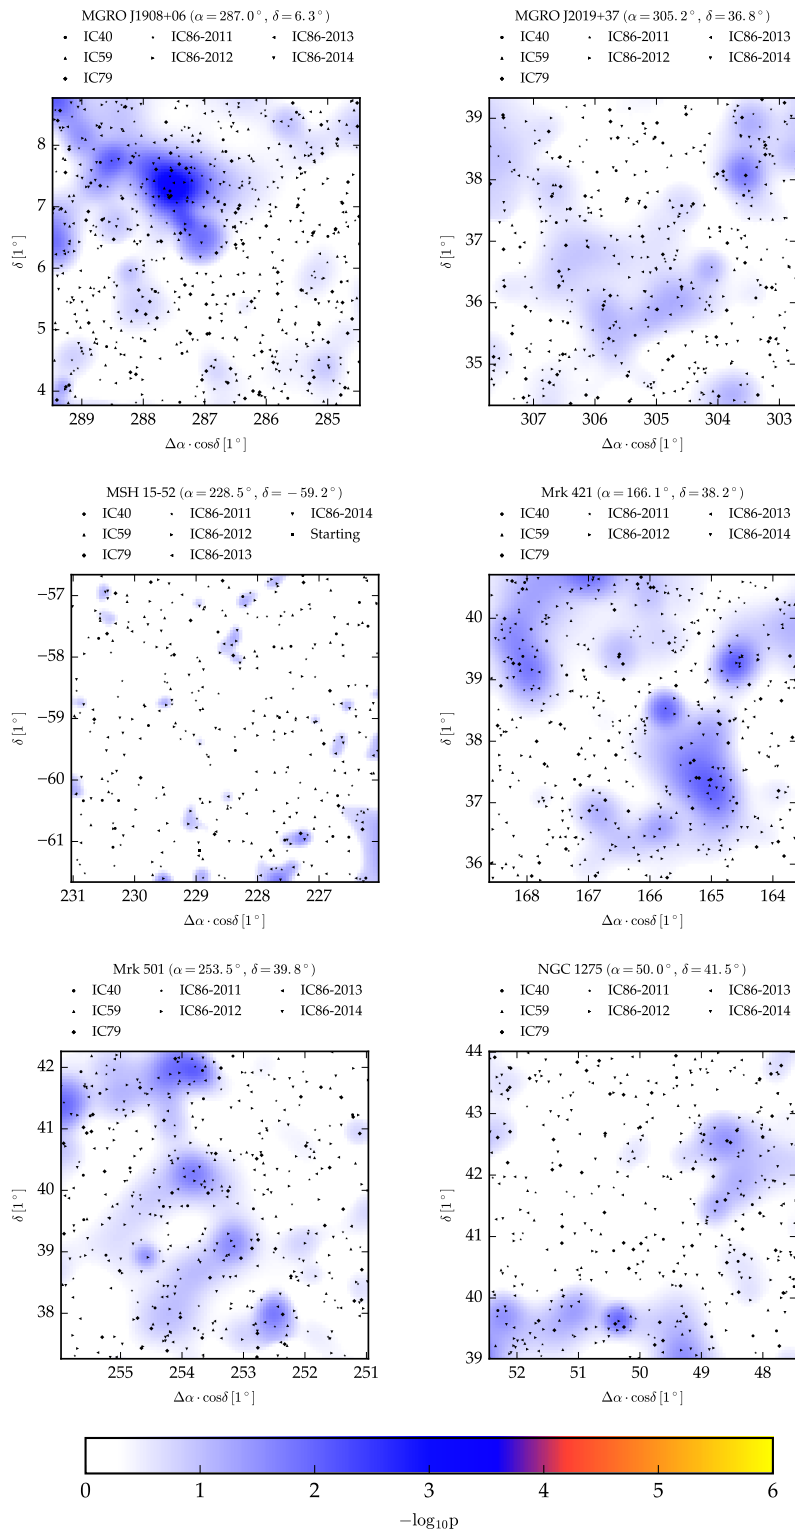 MGRO J1908+06 (α = 287.0°, δ = 6.3°)
IC40 IC86-2011 IC86-2013
IC59 IC86-2012 IC86-2014
IC79
8
7
6
5
4
δ [1°]
289 288 287 286 285
Δα · cosδ [1°]
MGRO J2019+37 (α = 305.2°, δ = 36.8°)
IC40 IC86-2011 IC86-2013
IC59 IC86-2012 IC86-2014
IC79
39
38
37
36
35
δ [1°]
307 306 305 304 303
Δα · cosδ [1°]
MSH 15-52 (α = 228.5°, δ = −59.2°)
IC40 IC86-2011 IC86-2014
IC59 IC86-2012 Starting
IC79 IC86-2013
−57
−58
−59
−60
−61
δ [1°]
231 230 229 228 227
Δα · cosδ [1°]
Mrk 421 (α = 166.1°, δ = 38.2°)
IC40 IC86-2011 IC86-2013
IC59 IC86-2012 IC86-2014
IC79
40
39
38
37
36
δ [1°]
168 167 166 165 164
Δα · cosδ [1°]
Mrk 501 (α = 253.5°, δ = 39.8°)
IC40 IC86-2011 IC86-2013
IC59 IC86-2012 IC86-2014
IC79
42
41
40
39
38
δ [1°]
255 254 253 252 251
Δα · cosδ [1°]
NGC 1275 (α = 50.0°, δ = 41.5°)
IC40 IC86-2011 IC86-2013
IC59 IC86-2012 IC86-2014
IC79
44
43
42
41
40
39
δ [1°]
52 51 50 49 48
Δα · cosδ [1°]
0 1 2 3 4 5 6
−log₁₀p